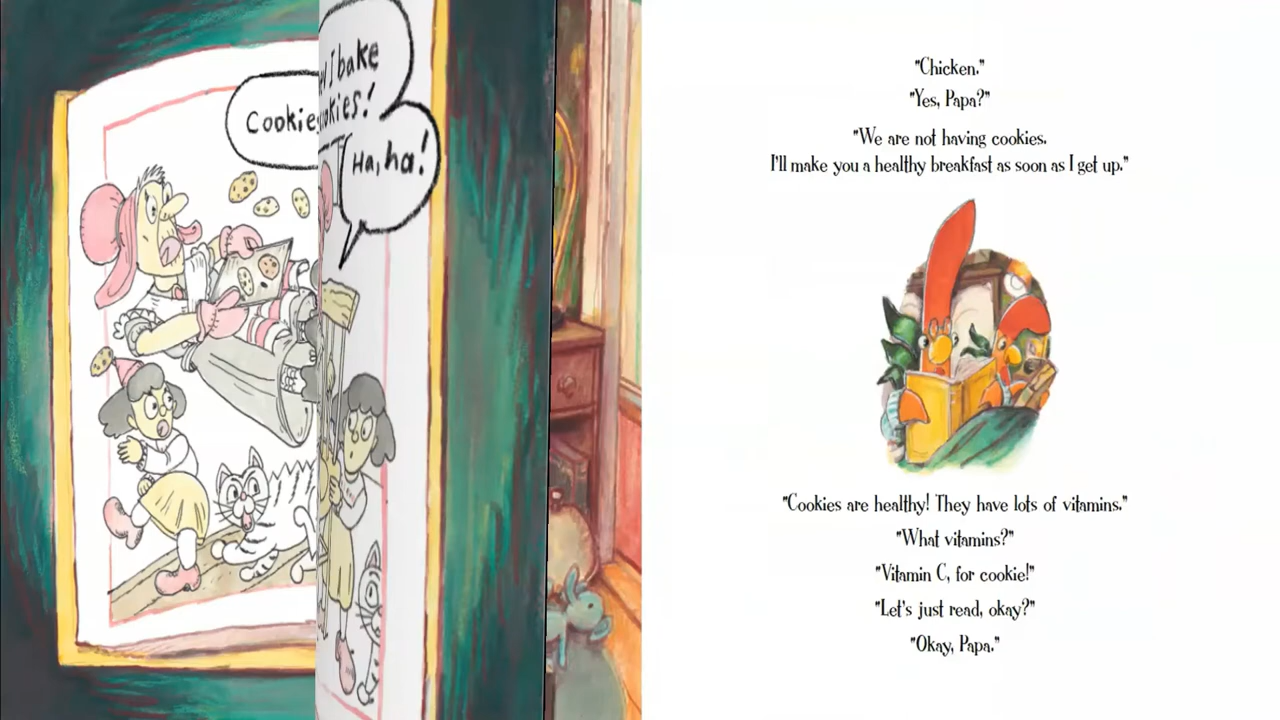 Cookies
I bake
ookies!
Ha, ha!
"Chicken."
"Yes, Papa?"
"We are not having cookies.
I'll make you a healthy breakfast as soon as I get up."
"Cookies are healthy! They have lots of vitamins."
"What vitamins?"
"Vitamin C, for cookie!"
"Let's just read, okay?"
"Okay, Papa."